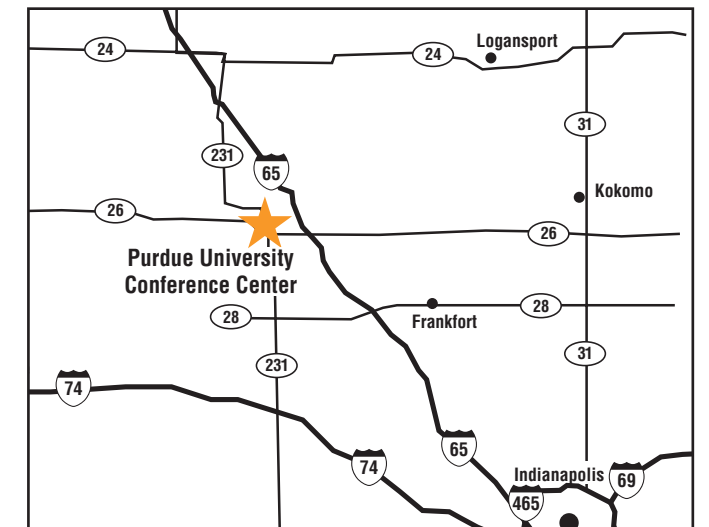 Logansport
24
24
31
231
65
Kokomo
26
26
Purdue University
Conference Center
28
28
Frankfort
31
231
74
65
74
Indianapolis
69
465